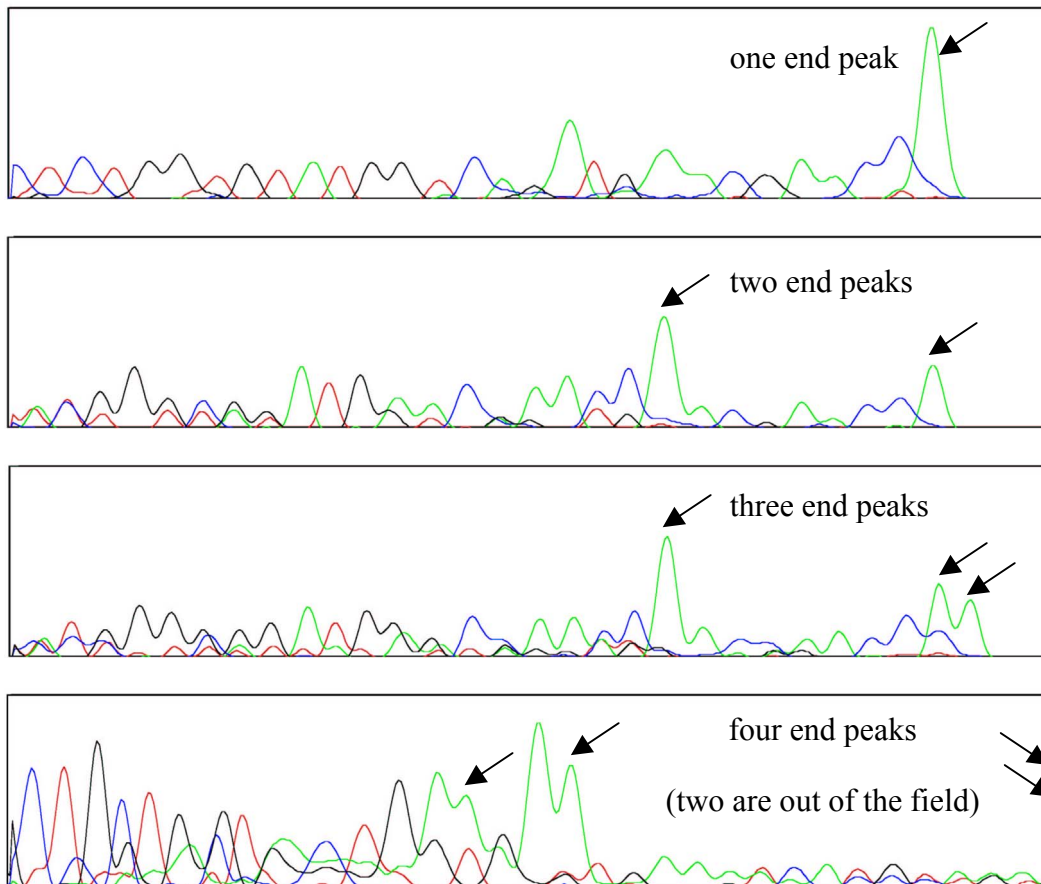 one end peak
two end peaks
three end peaks
four end peaks
(two are out of the field)